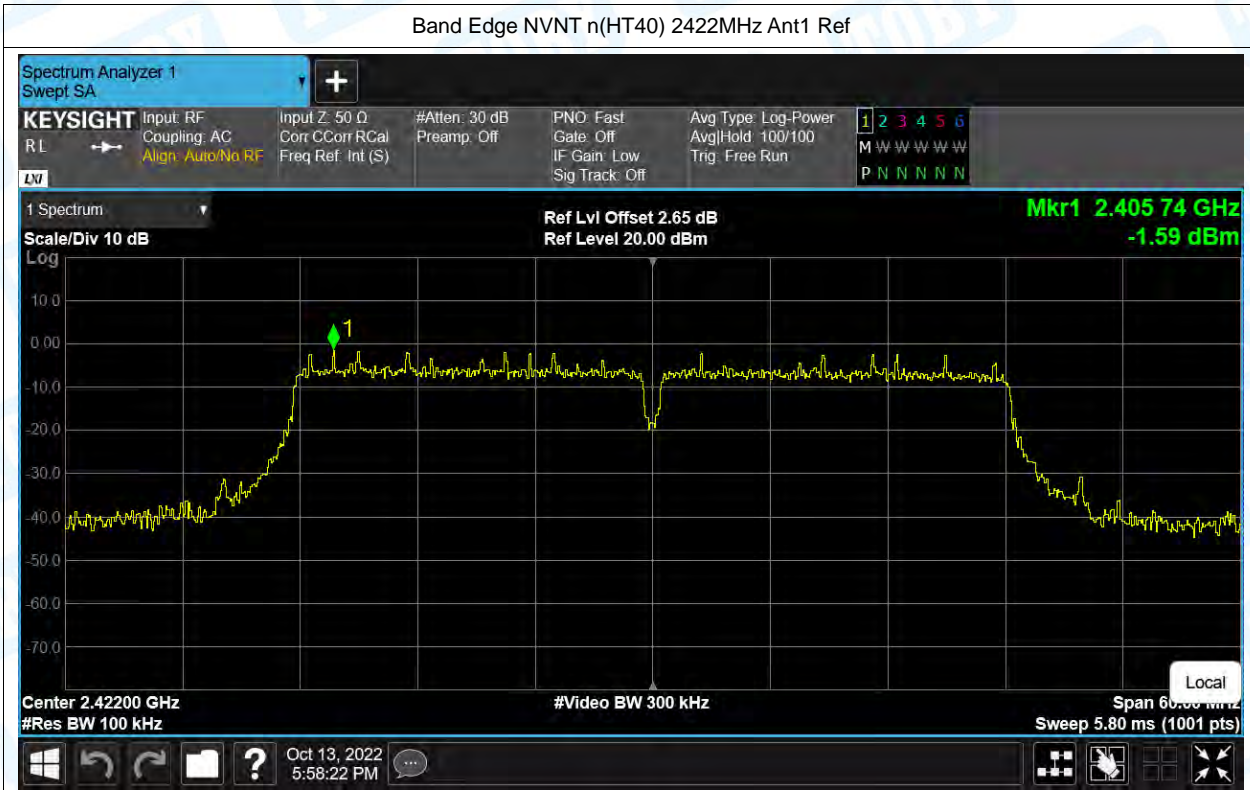 Band Edge NVNT n(HT40) 2422MHz Ant1 Ref
Spectrum Analyzer 1
Swept SA
+
KEYSIGHT
RL
LXI
Input: RF
Coupling: AC
Align: Auto/No RF
Input Z: 50 Ω
Corr CCorr RCal
Freq Ref: Int (S)
#Atten: 30 dB
Preamp: Off
PNO: Fast
Gate: Off
IF Gain: Low
Sig Track: Off
Avg Type: Log-Power
Avg|Hold: 100/100
Trig: Free Run
1 2 3 4 5 6
M W W W W W W
P N N N N N N
1 Spectrum
Scale/Div 10 dB
Log
Ref Lvl Offset 2.65 dB
Ref Level 20.00 dBm
Mkr1 2.405 74 GHz
-1.59 dBm
1
10.0
0.00
-10.0
-20.0
-30.0
-40.0
-50.0
-60.0
-70.0
Local
Center 2.42200 GHz
#Res BW 100 kHz
#Video BW 300 kHz
Span 60.00 MHz
Sweep 5.80 ms (1001 pts)
?
Oct 13, 2022
5:58:22 PM